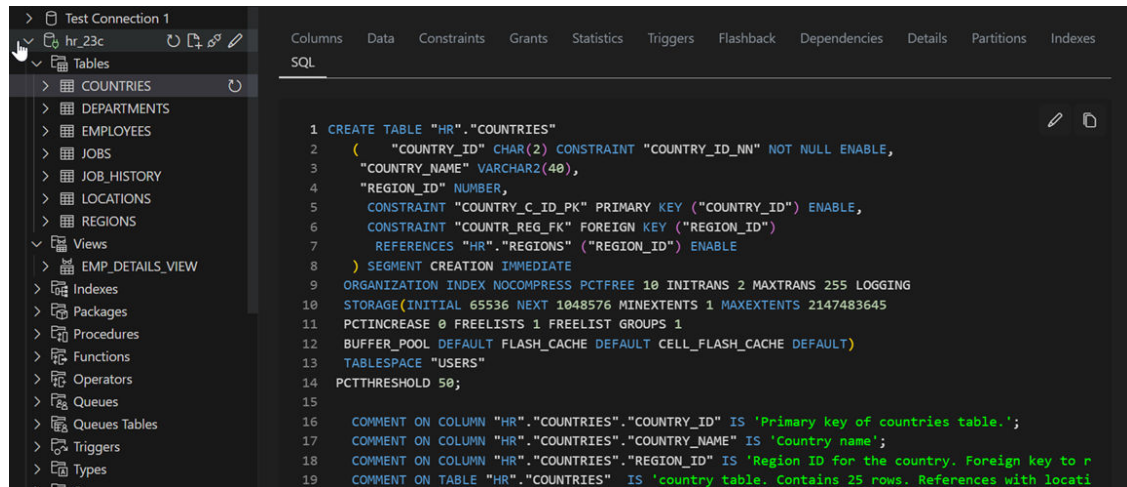 Test Connection 1
hr_23c
Tables
COUNTRIES
DEPARTMENTS
EMPLOYEES
JOBS
JOB_HISTORY
LOCATIONS
REGIONS
Views
EMP_DETAILS_VIEW
Indexes
Packages
Procedures
Functions
Operators
Queues
Queues Tables
Triggers
Types
Columns Data Constraints Grants Statistics Triggers Flashback Dependencies Details Partitions Indexes
SQL
1 CREATE TABLE "HR"."COUNTRIES"
2 ( "COUNTRY_ID" CHAR(2) CONSTRAINT "COUNTRY_ID_NN" NOT NULL ENABLE,
3 "COUNTRY_NAME" VARCHAR2(40),
4 "REGION_ID" NUMBER,
5 CONSTRAINT "COUNTRY_C_ID_PK" PRIMARY KEY ("COUNTRY_ID") ENABLE,
6 CONSTRAINT "COUNTR_REG_FK" FOREIGN KEY ("REGION_ID")
7 REFERENCES "HR"."REGIONS" ("REGION_ID") ENABLE
8 ) SEGMENT CREATION IMMEDIATE
9 ORGANIZATION INDEX NOCOMPRESS PCTFREE 10 INITRANS 2 MAXTRANS 255 LOGGING
10 STORAGE(INITIAL 65536 NEXT 1048576 MINEXTENTS 1 MAXEXTENTS 2147483645
11 PCTINCREASE 0 FREELISTS 1 FREELIST GROUPS 1
12 BUFFER_POOL DEFAULT FLASH_CACHE DEFAULT CELL_FLASH_CACHE DEFAULT)
13 TABLESPACE "USERS"
14 PCTTHRESHOLD 50;
15
16 COMMENT ON COLUMN "HR"."COUNTRIES"."COUNTRY_ID" IS 'Primary key of countries table.';
17 COMMENT ON COLUMN "HR"."COUNTRIES"."COUNTRY_NAME" IS 'Country name';
18 COMMENT ON COLUMN "HR"."COUNTRIES"."REGION_ID" IS 'Region ID for the country. Foreign key to r
19 COMMENT ON TABLE "HR"."COUNTRIES" IS 'country table. Contains 25 rows. References with locati